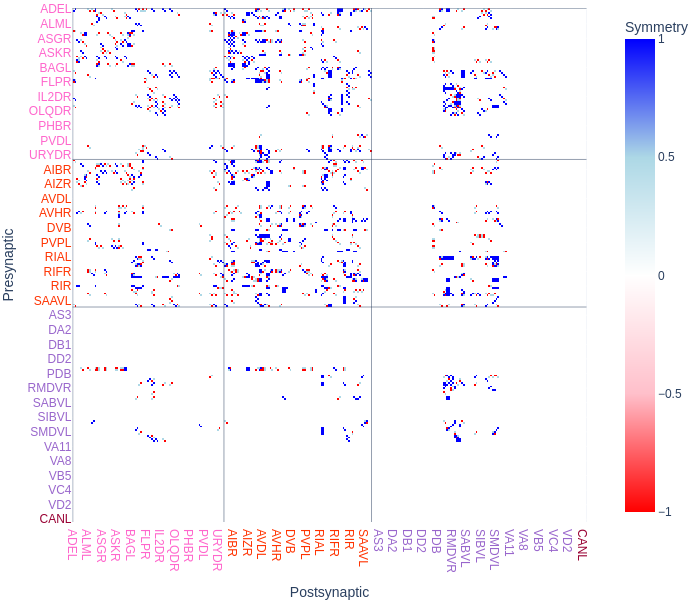 Symmetry
1
0.5
0
−0.5
−1
Presynaptic
ADEL
ALML
ASGR
ASKR
BAGL
FLPR
IL2DR
OLQDR
PHBR
PVDL
URYDR
AIBR
AIZR
AVDL
AVHR
DVB
PVPL
RIAL
RIFR
RIR
SAAVL
AS3
DA2
DB1
DD2
PDB
RMDVR
SABVL
SIBVL
SMDVL
VA11
VA8
VB5
VC4
VD2
CANL
ADEL
ALML
ASGR
ASKR
BAGL
FLPR
IL2DR
OLQDR
PHBR
PVDL
URYDR
AIBR
AIZR
AVDL
AVHR
DVB
PVPL
RIAL
RIFR
RIR
SAAVL
AS3
DA2
DB1
DD2
PDB
RMDVR
SABVL
SIBVL
SMDVL
VA11
VA8
VB5
VC4
VD2
CANL
Postsynaptic